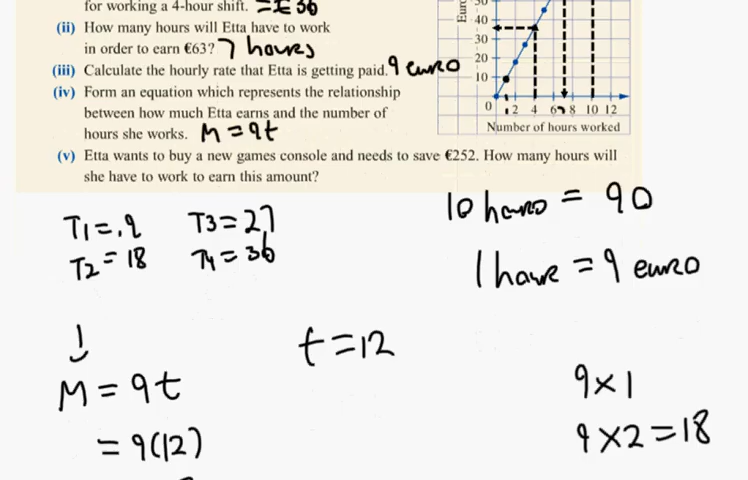 for working a 4-hour shift. = £ 36
(ii) How many hours will Etta have to work
in order to earn €63? 7 hours
(iii) Calculate the hourly rate that Etta is getting paid. 9 euro
(iv) Form an equation which represents the relationship
between how much Etta earns and the number of
hours she works. M = 9t
(v) Etta wants to buy a new games console and needs to save €252. How many hours will
she have to work to earn this amount?
Euro
40
30
20
10
0 1 2 4 6 7 8 10 12
Number of hours worked
T1 = 9 T3 = 27
T2 = 18 T4 = 36
10 hours = 90
1 hour = 9 euro
t = 12
M = 9t
= 9(12)
9 x 1
9 x 2 = 18